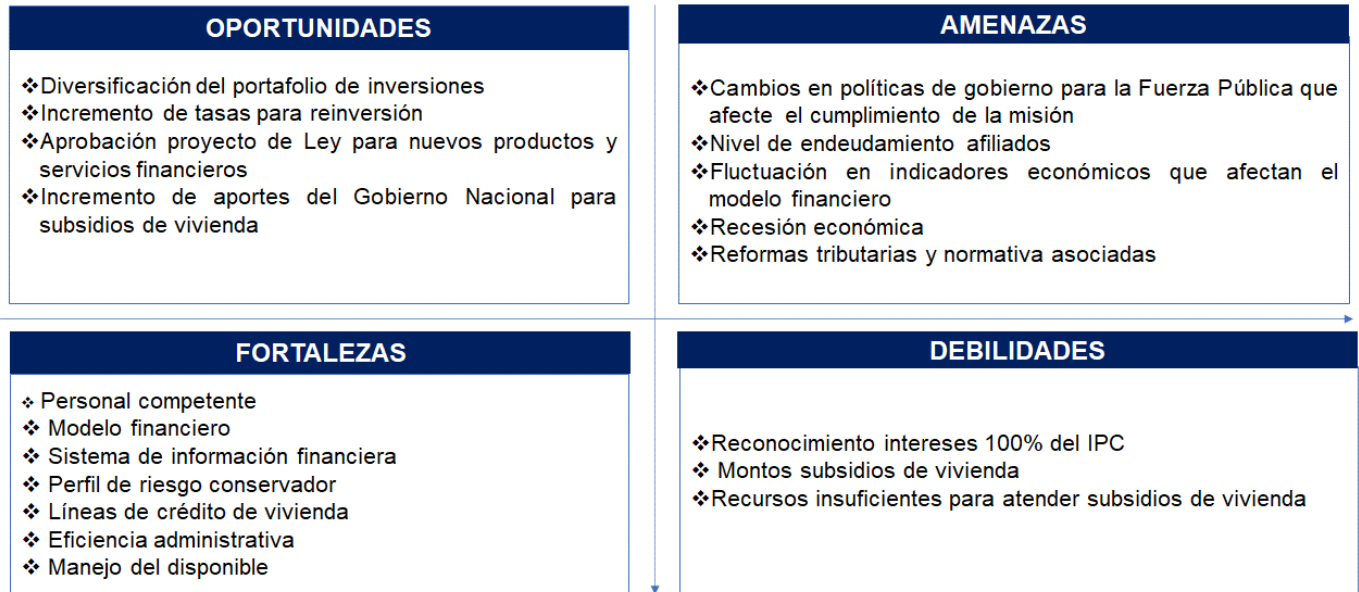 OPORTUNIDADES
❖Diversificación del portafolio de inversiones
❖Incremento de tasas para reinversión
❖Aprobación proyecto de Ley para nuevos productos y
servicios financieros
❖Incremento de aportes del Gobierno Nacional para
subsidios de vivienda
AMENAZAS
❖Cambios en políticas de gobierno para la Fuerza Pública que
afecte el cumplimiento de la misión
❖Nivel de endeudamiento afiliados
❖Fluctuación en indicadores económicos que afectan el
modelo financiero
❖Recesión económica
❖Reformas tributarias y normativa asociadas
FORTALEZAS
❖ Personal competente
❖ Modelo financiero
❖ Sistema de información financiera
❖ Perfil de riesgo conservador
❖ Líneas de crédito de vivienda
❖ Eficiencia administrativa
❖ Manejo del disponible
DEBILIDADES
❖Reconocimiento intereses 100% del IPC
❖ Montos subsidios de vivienda
❖Recursos insuficientes para atender subsidios de vivienda